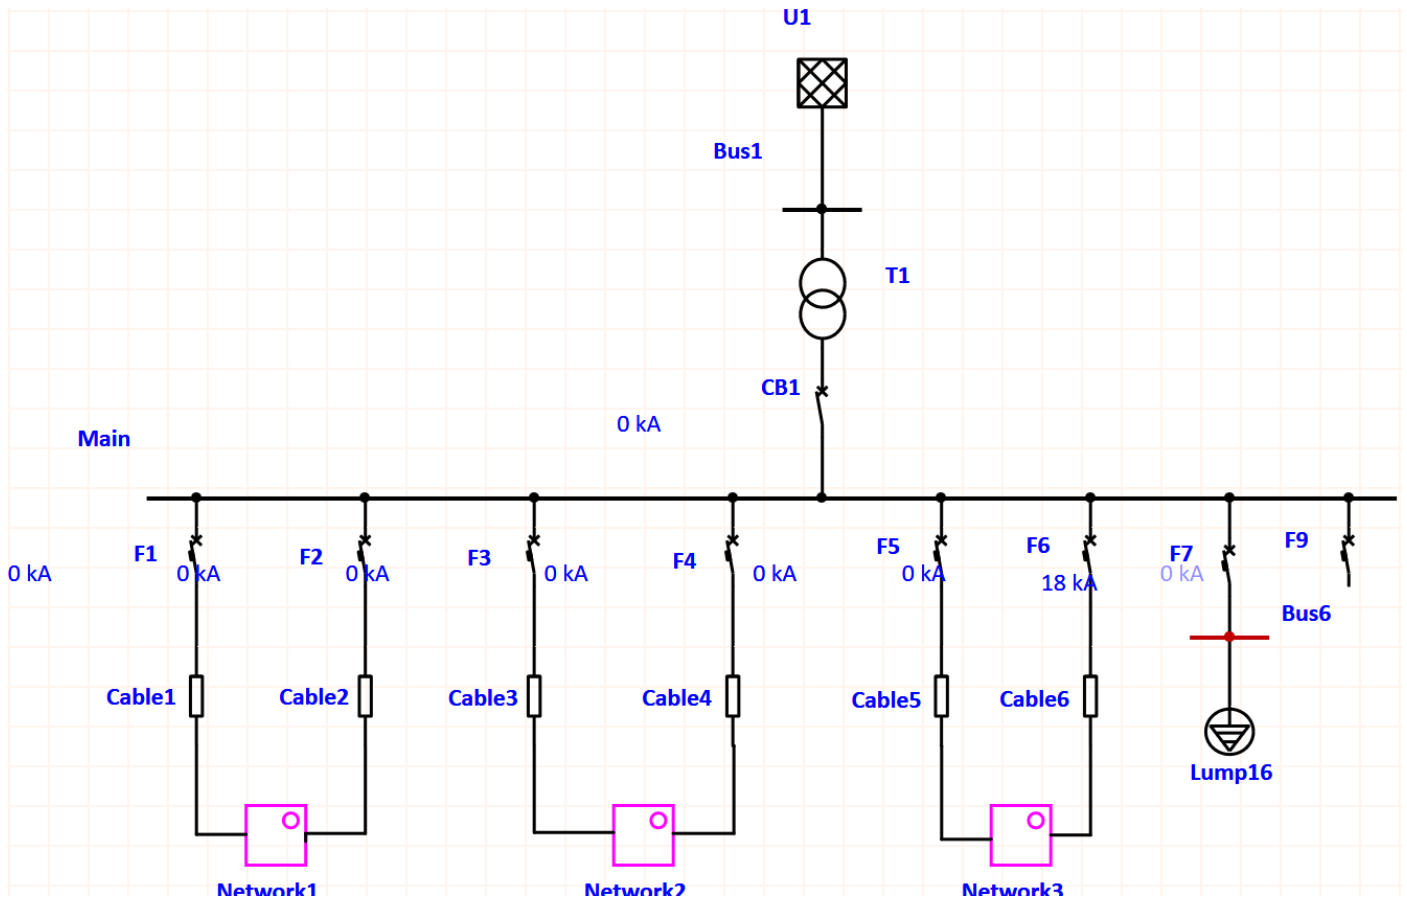 U1
Bus1
T1
CB1
0 kA
Main
F1
F2
F3
F4
F5
F6
F7
F9
0 kA
0 kA
0 kA
0 kA
0 kA
0 kA
18 kA
0 kA
Bus6
Cable1
Cable2
Cable3
Cable4
Cable5
Cable6
Lump16
Network1
Network2
Network3